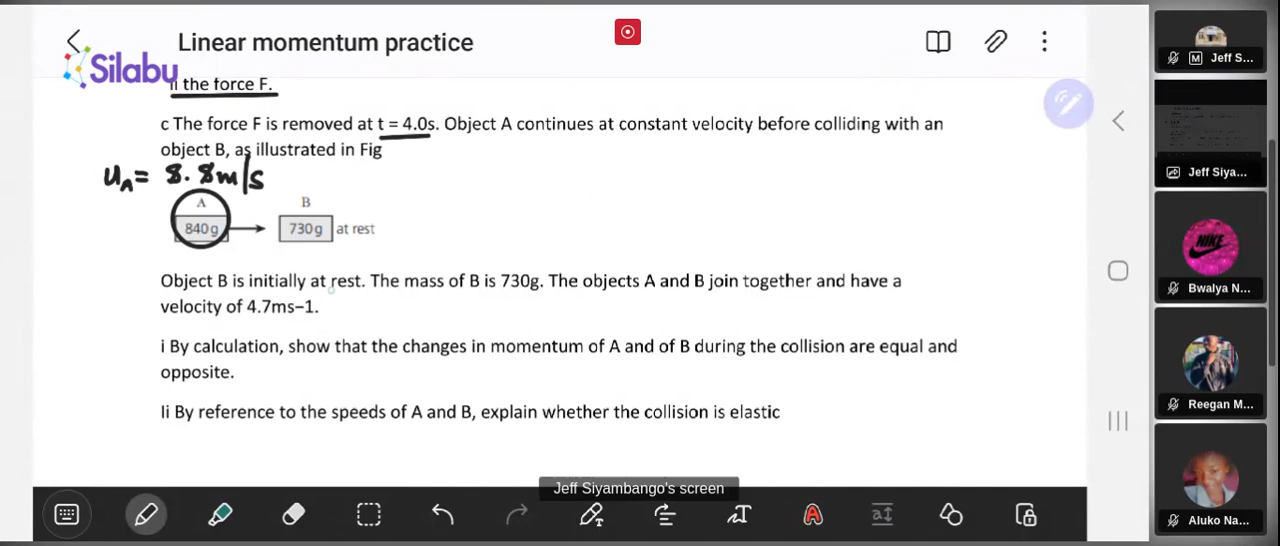 Linear momentum practice
Silabu
ii the force F.
c The force F is removed at t = 4.0s. Object A continues at constant velocity before colliding with an
object B, as illustrated in Fig
u_A = 8.8m/s
A B
840g 730g at rest
Object B is initially at rest. The mass of B is 730g. The objects A and B join together and have a
velocity of 4.7ms−1.
i By calculation, show that the changes in momentum of A and of B during the collision are equal and
opposite.
Ii By reference to the speeds of A and B, explain whether the collision is elastic
Jeff Siyambango's screen
M Jeff S...
Jeff Siya...
NIKE
Bwalya N...
Reegan M...
Aluko Na...